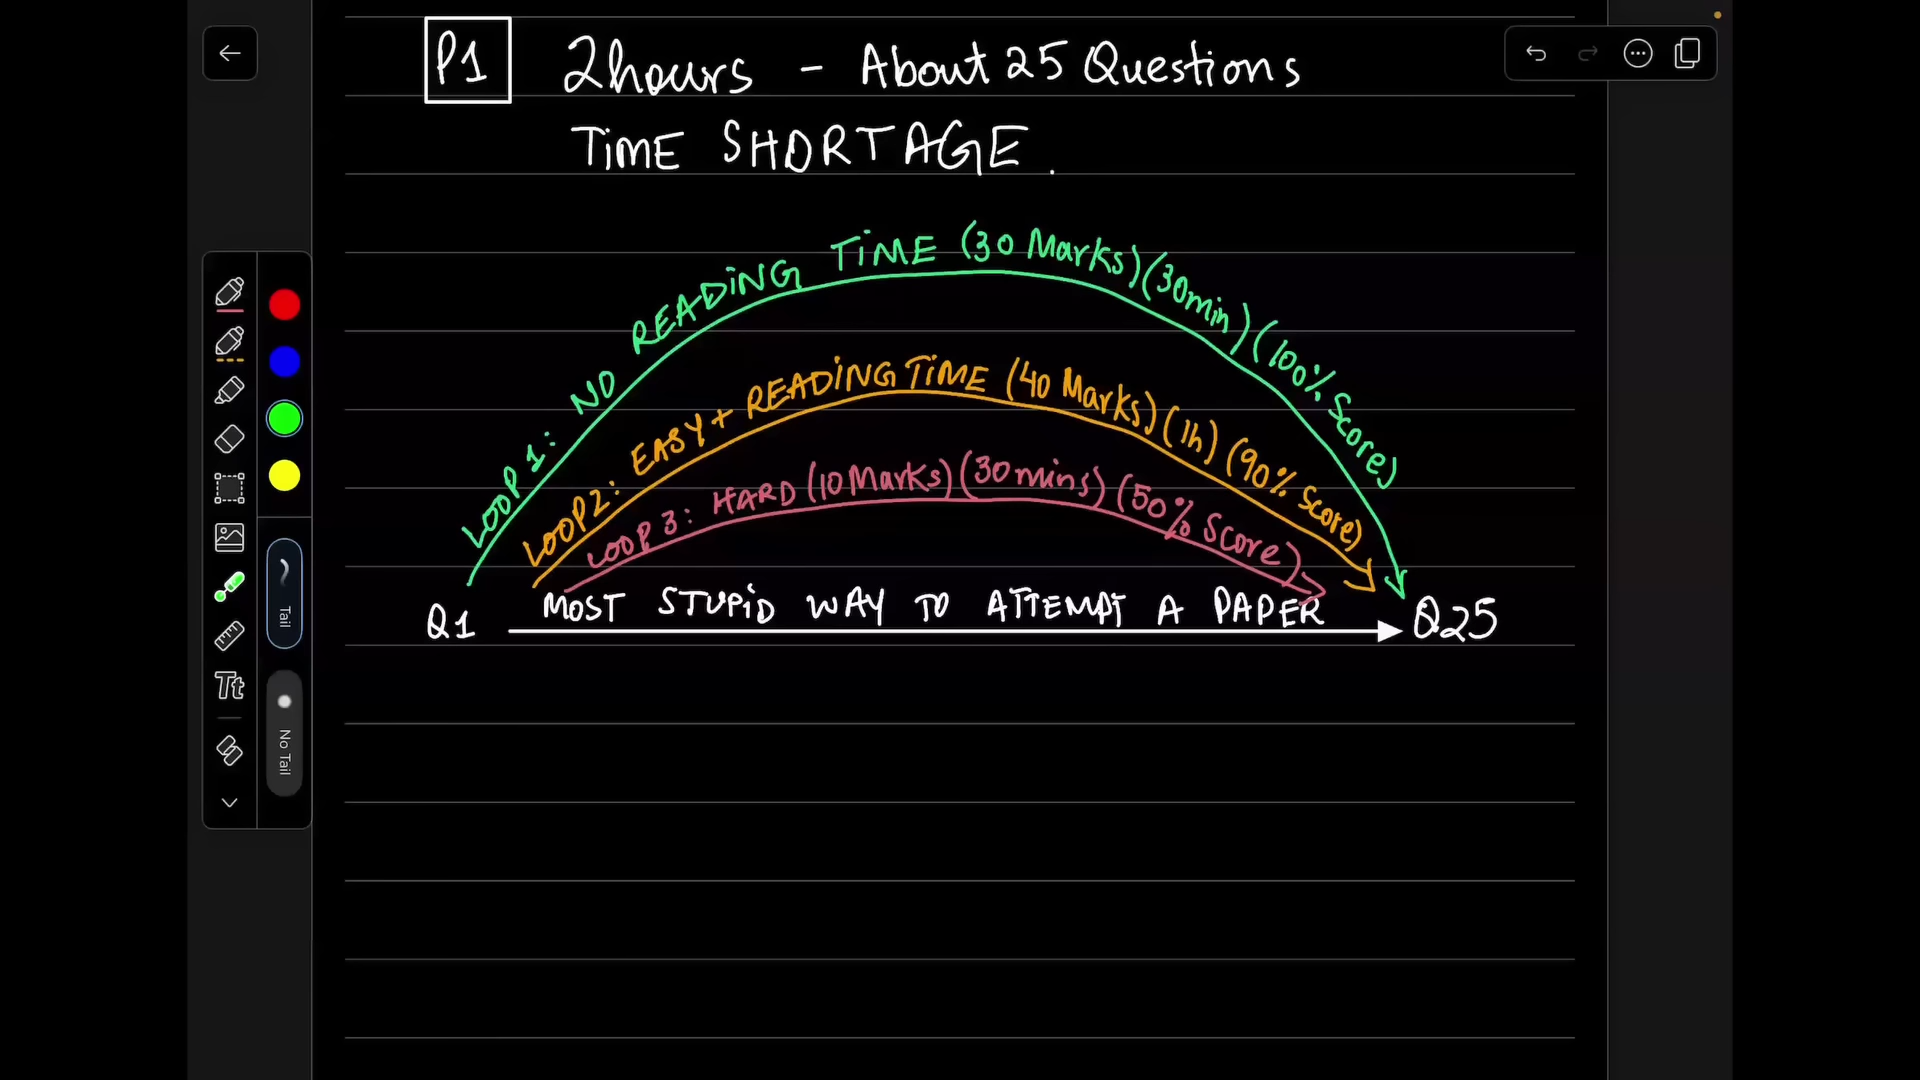 P1 2hours - About 25 Questions
TIME SHORTAGE.
LOOP 1: NO READING TIME (30 Marks) (30min) (100% Score)
LOOP2: EASY + READING TIME (40 Marks) (1h) (90% Score)
LOOP 3: HARD (10 Marks) (30mins) (50% Score)
MOST STUPID WAY TO ATTEMPT A PAPER
Q1 Q25
Tail
Tt
No Tail